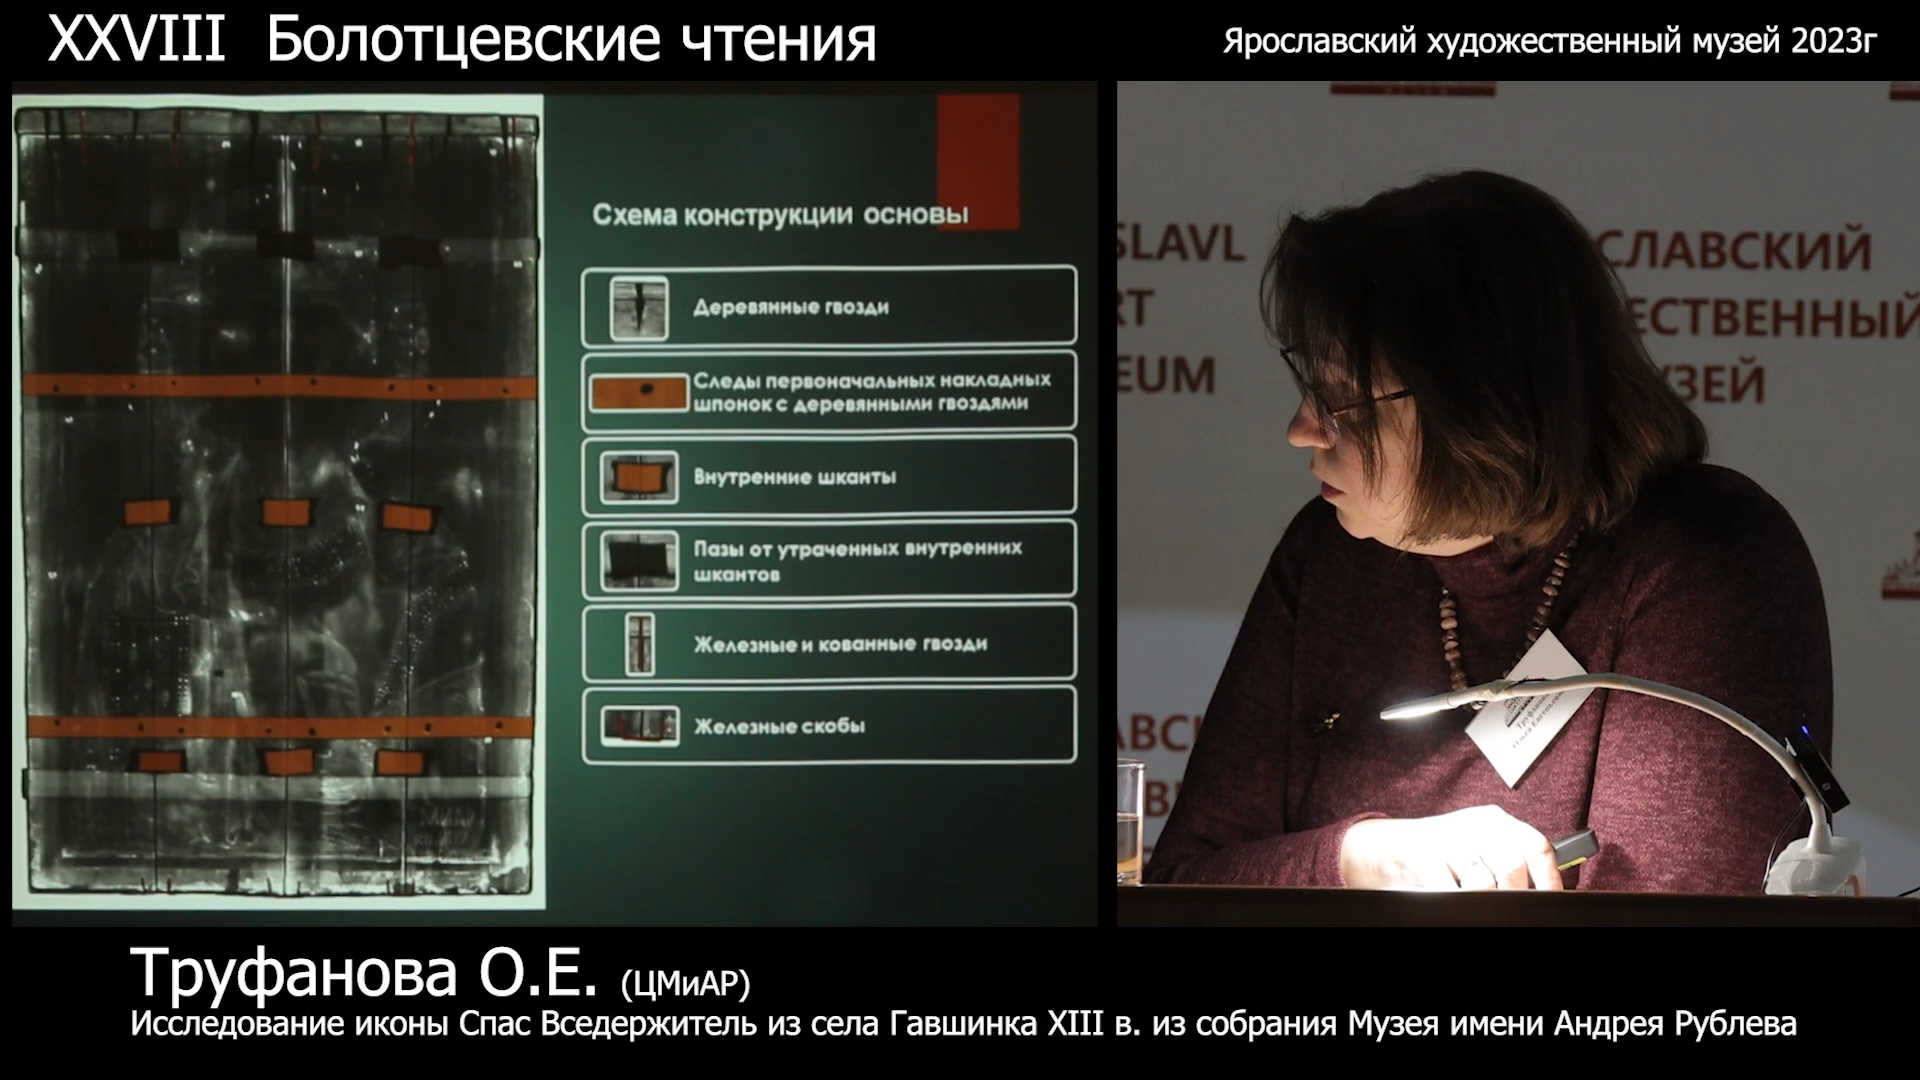 XXVIII Болотцевские чтения
Ярославский художественный музей 2023г
Схема конструкции основы
Деревянные гвозди
Следы первоначальных накладных
шпонок с деревянными гвоздями
Внутренние шканты
Пазы от утраченных внутренних
шкантов
Железные и кованные гвозди
Железные скобы
SLAVL
RT
EUM
СЛАВСКИЙ
ЕСТВЕННЫЙ
УЗЕЙ
Труфанова О.Е. (ЦМиАР)
Исследование иконы Спас Вседержитель из села Гавшинка XIII в. из собрания Музея имени Андрея Рублева